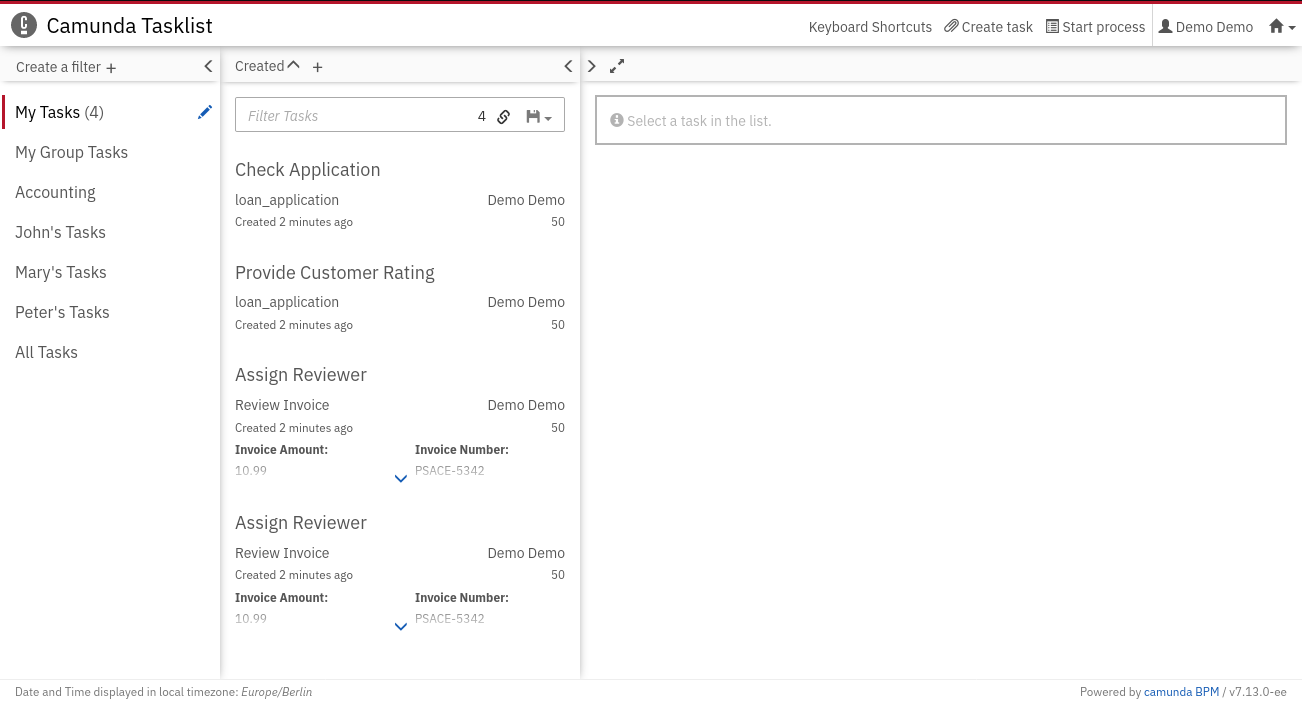 Camunda Tasklist
Keyboard Shortcuts Create task Start process Demo Demo
Create a filter +
My Tasks (4)
My Group Tasks
Accounting
John's Tasks
Mary's Tasks
Peter's Tasks
All Tasks
Created +
Filter Tasks 4
Check Application
loan_application Demo Demo
Created 2 minutes ago 50
Provide Customer Rating
loan_application Demo Demo
Created 2 minutes ago 50
Assign Reviewer
Review Invoice Demo Demo
Created 2 minutes ago 50
Invoice Amount: Invoice Number:
10.99 PSACE-5342
Assign Reviewer
Review Invoice Demo Demo
Created 2 minutes ago 50
Invoice Amount: Invoice Number:
10.99 PSACE-5342
Select a task in the list.
Date and Time displayed in local timezone: Europe/Berlin
Powered by camunda BPM / v7.13.0-ee